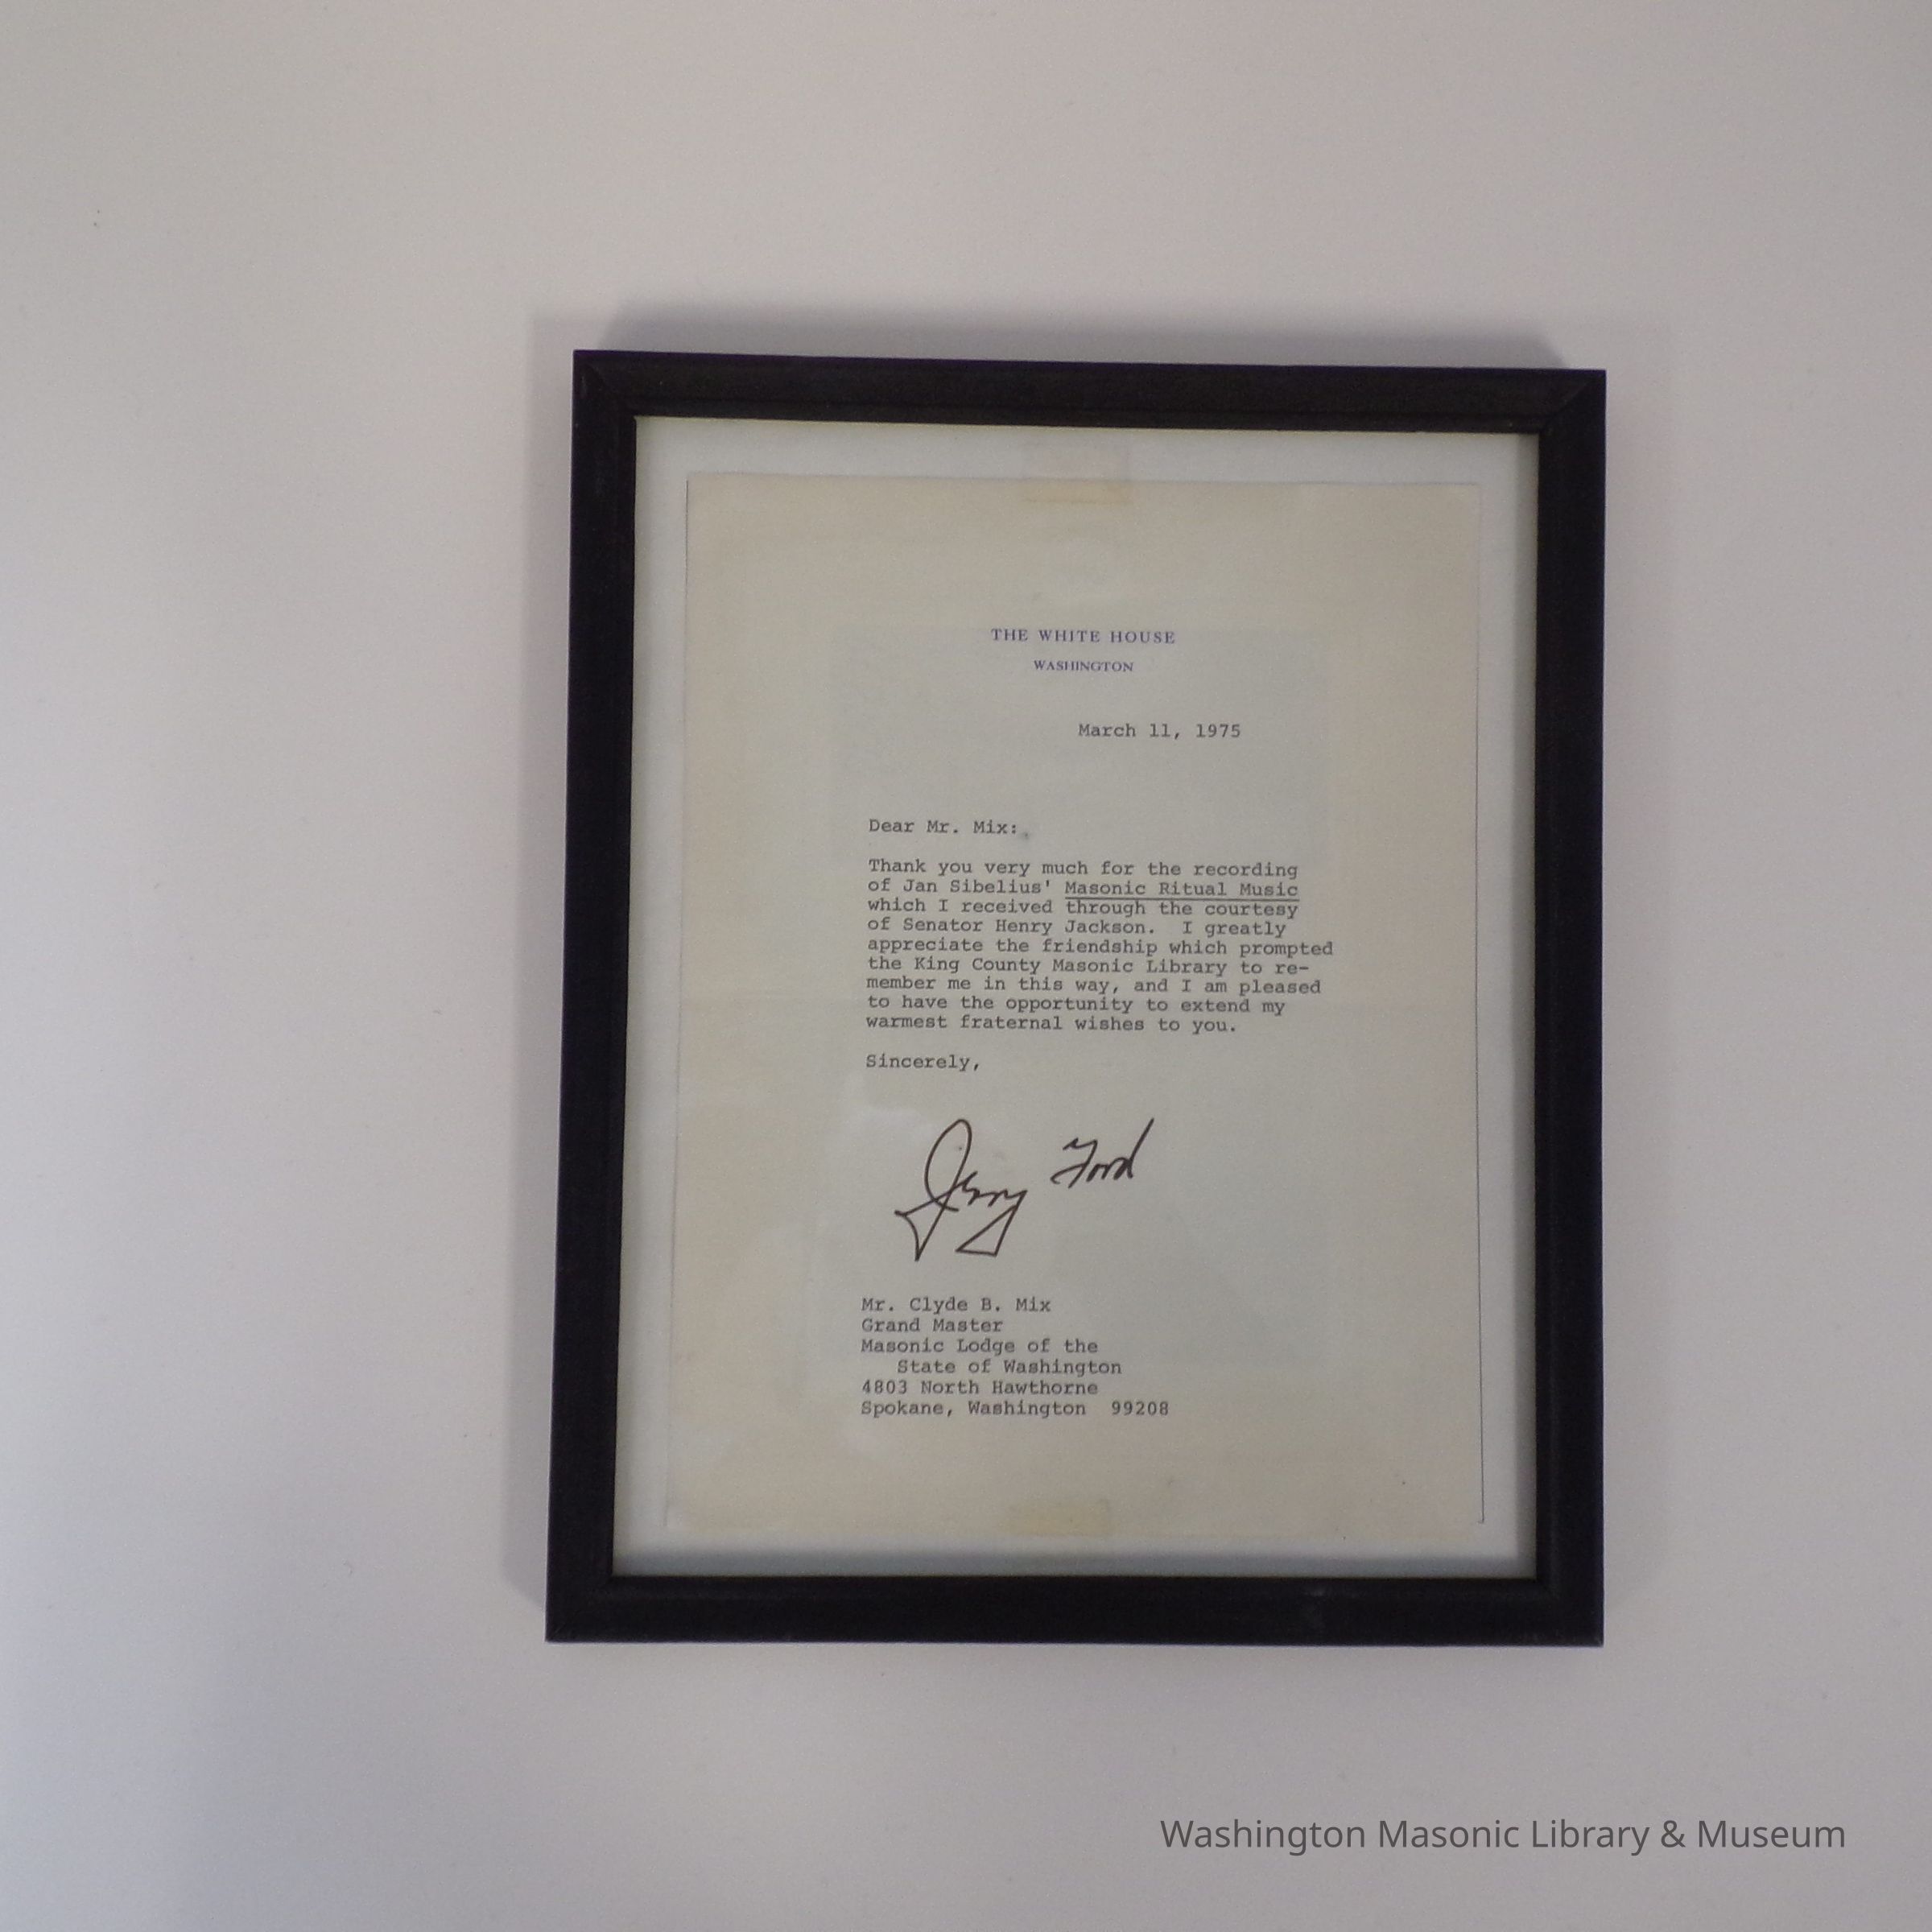 THE WHITE HOUSE
WASHINGTON
March 11, 1975
Dear Mr. Mix:
Thank you very much for the recording
of Jan Sibelius' Masonic Ritual Music
which I received through the courtesy
of Senator Henry Jackson.  I greatly
appreciate the friendship which prompted
the King County Masonic Library to re-
member me in this way, and I am pleased
to have the opportunity to extend my
warmest fraternal wishes to you.
Sincerely,
Jerry Ford
Mr. Clyde B. Mix
Grand Master
Masonic Lodge of the
State of Washington
4803 North Hawthorne
Spokane, Washington  99208
Washington Masonic Library & Museum